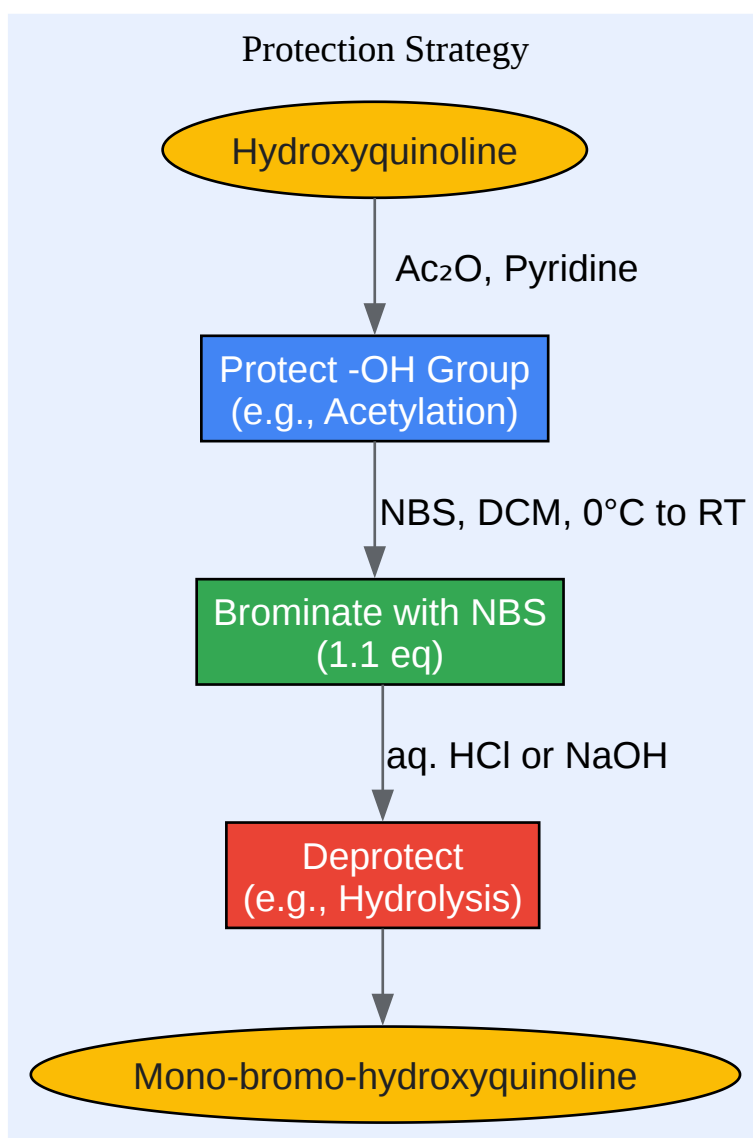 Protection Strategy
Hydroxyquinoline
Ac₂O, Pyridine
Protect -OH Group
(e.g., Acetylation)
NBS, DCM, 0°C to RT
Brominate with NBS
(1.1 eq)
aq. HCl or NaOH
Deprotect
(e.g., Hydrolysis)
Mono-bromo-hydroxyquinoline